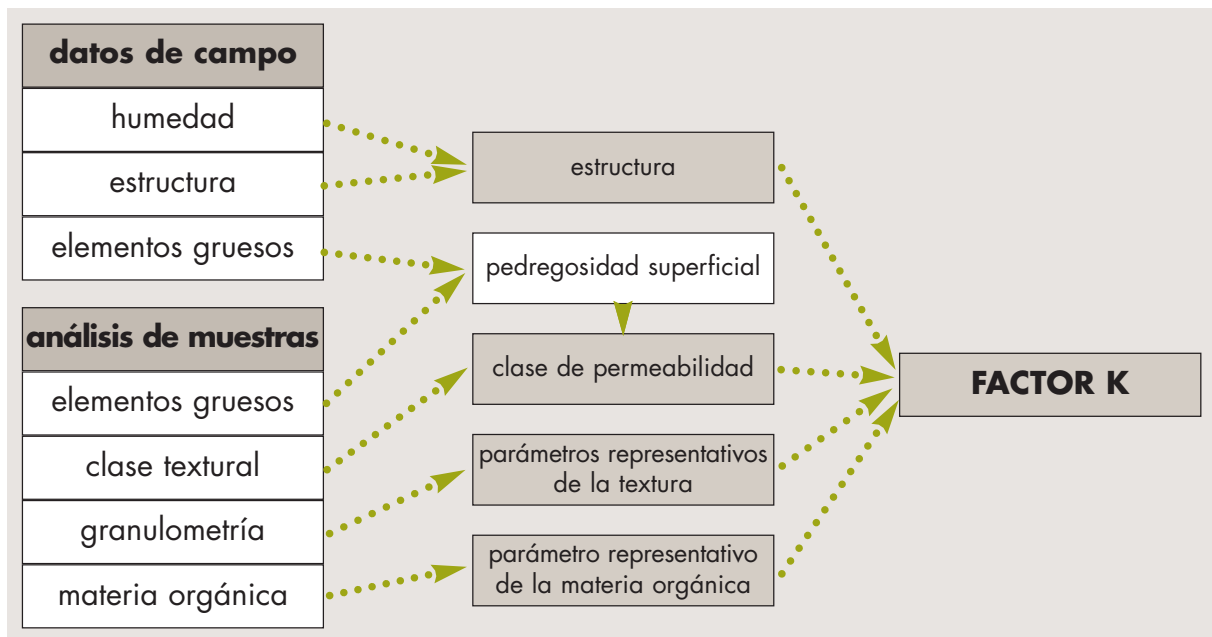 datos de campo
humedad
estructura
elementos gruesos
análisis de muestras
elementos gruesos
clase textural
granulometría
materia orgánica
estructura
pedregosidad superficial
clase de permeabilidad
parámetros representativos
de la textura
parámetro representativo
de la materia orgánica
FACTOR K